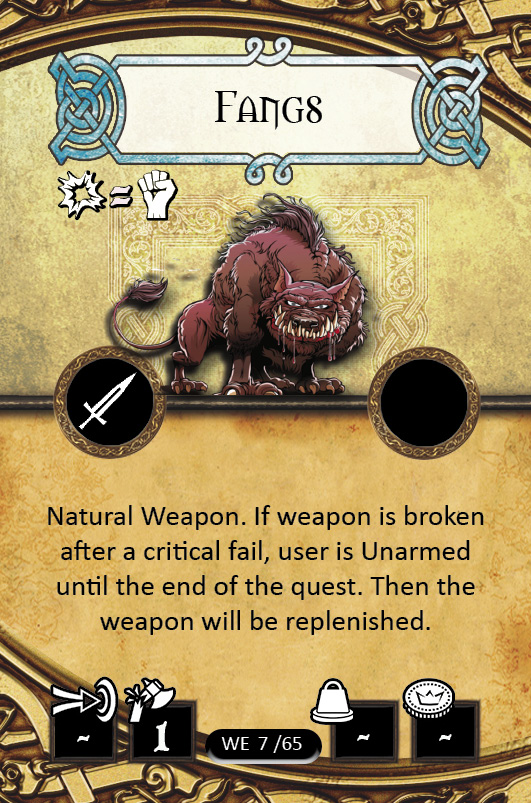 Fangs
=
Natural Weapon. If weapon is broken
after a critical fail, user is Unarmed
until the end of the quest. Then the
weapon will be replenished.
~ 1 WE 7 /65 ~ ~